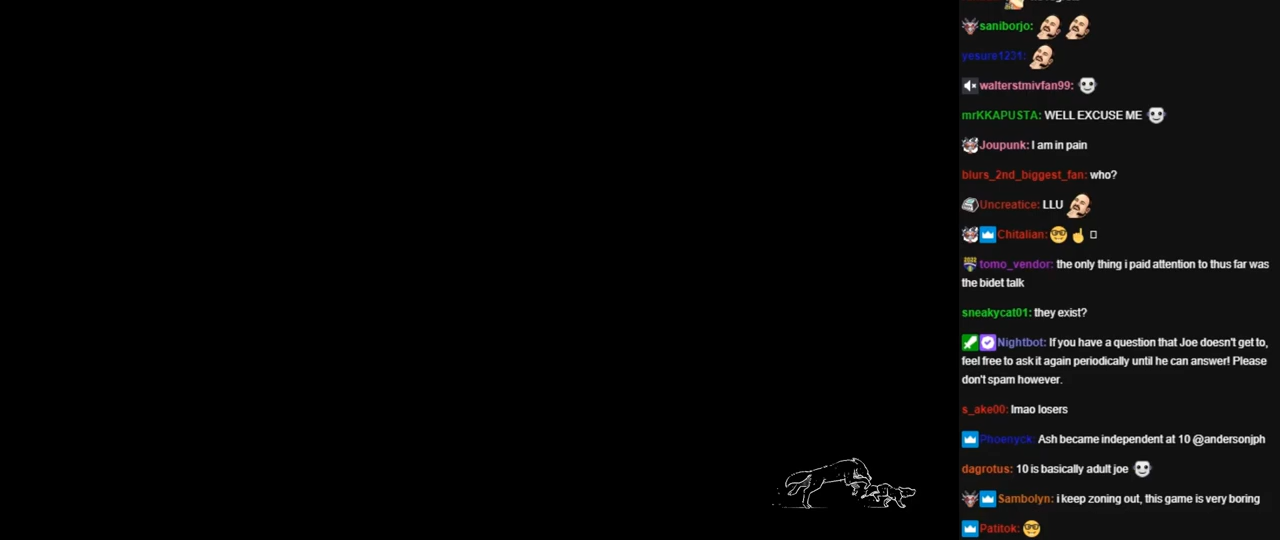 saniborjo:
yesure1231:
walterstmivfan99:
mrKKAPUSTA: WELL EXCUSE ME
Joupunk: I am in pain
blurs_2nd_biggest_fan: who?
Uncreatice: LLU
Chitalian:
tomo_vendor: the only thing i paid attention to thus far was
the bidet talk
sneakycat01: they exist?
Nightbot: If you have a question that Joe doesn't get to,
feel free to ask it again periodically until he can answer! Please
don't spam however.
s_ake00: lmao losers
Phoenyck: Ash became independent at 10 @andersonjph
dagrotus: 10 is basically adult joe
Sambolyn: i keep zoning out, this game is very boring
Patitok: